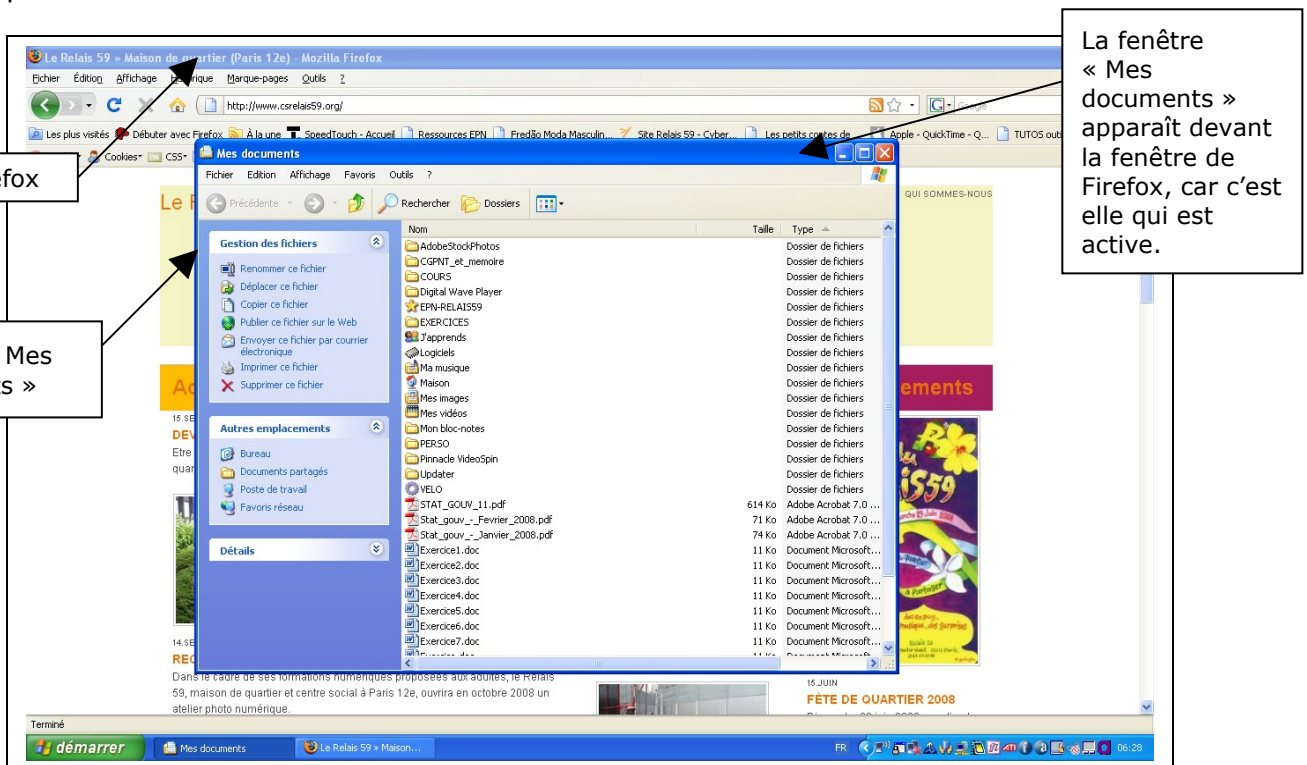 La fenêtre
« Mes
documents »
apparaît devant
la fenêtre de
Firefox, car c’est
elle qui est
active.
Le Relais 59 » Maison de quartier (Paris 12e) - Mozilla Firefox
Fichier Édition Affichage Historique Marque-pages Outils ?
http://www.csrelais59.org/
Google
Les plus visités Débuter avec Firefox À la une SpeedTouch - Accueil Ressources EPN Fredão Moda Masculin... Site Relais 59 - Cyber... Les petits contes de Apple - QuickTime - Q... TUTOS
Cookies CSS
efox
Mes
ts »
Mes documents
Fichier Edition Affichage Favoris Outils ?
Précédente Rechercher Dossiers
Le
QUI SOMMES-NOUS
Nom Taille Type
Gestion des fichiers
Renommer ce fichier
Déplacer ce fichier
Copier ce fichier
Publier ce fichier sur le Web
Envoyer ce fichier par courrier
électronique
Imprimer ce fichier
Supprimer ce fichier
Autres emplacements
Bureau
Documents partagés
Poste de travail
Favoris réseau
Détails
AdobeStockPhotos Dossier de fichiers
CGPNT_et_memoire Dossier de fichiers
COURS Dossier de fichiers
Digital Wave Player Dossier de fichiers
EPN-RELAIS59 Dossier de fichiers
EXERCICES Dossier de fichiers
J'apprends Dossier de fichiers
Logiciels Dossier de fichiers
Ma musique Dossier de fichiers
Maison Dossier de fichiers
Mes images Dossier de fichiers
Mes vidéos Dossier de fichiers
Mon bloc-notes Dossier de fichiers
PERSO Dossier de fichiers
Pinnacle VideoSpin Dossier de fichiers
Updater Dossier de fichiers
VELO Dossier de fichiers
STAT_GOUV_11.pdf 614 Ko Adobe Acrobat 7.0 ...
Stat_gouv_-_Fevrier_2008.pdf 71 Ko Adobe Acrobat 7.0 ...
Stat_gouv_-_Janvier_2008.pdf 74 Ko Adobe Acrobat 7.0 ...
Exercice1.doc 11 Ko Document Microsoft...
Exercice2.doc 11 Ko Document Microsoft...
Exercice3.doc 11 Ko Document Microsoft...
Exercice4.doc 11 Ko Document Microsoft...
Exercice5.doc 11 Ko Document Microsoft...
Exercice6.doc 11 Ko Document Microsoft...
Exercice7.doc 11 Ko Document Microsoft...
ements
15.SE
DEV
Etre
quar
14.SE
REC
Dans le cadre de ses formations numériques proposées aux adultes, le Relais
59, maison de quartier et centre social à Paris 12e, ouvrira en octobre 2008 un
atelier photo numérique.
15.JUIN
FÊTE DE QUARTIER 2008
Terminé
démarrer Mes documents Le Relais 59 » Maison... FR 06:28